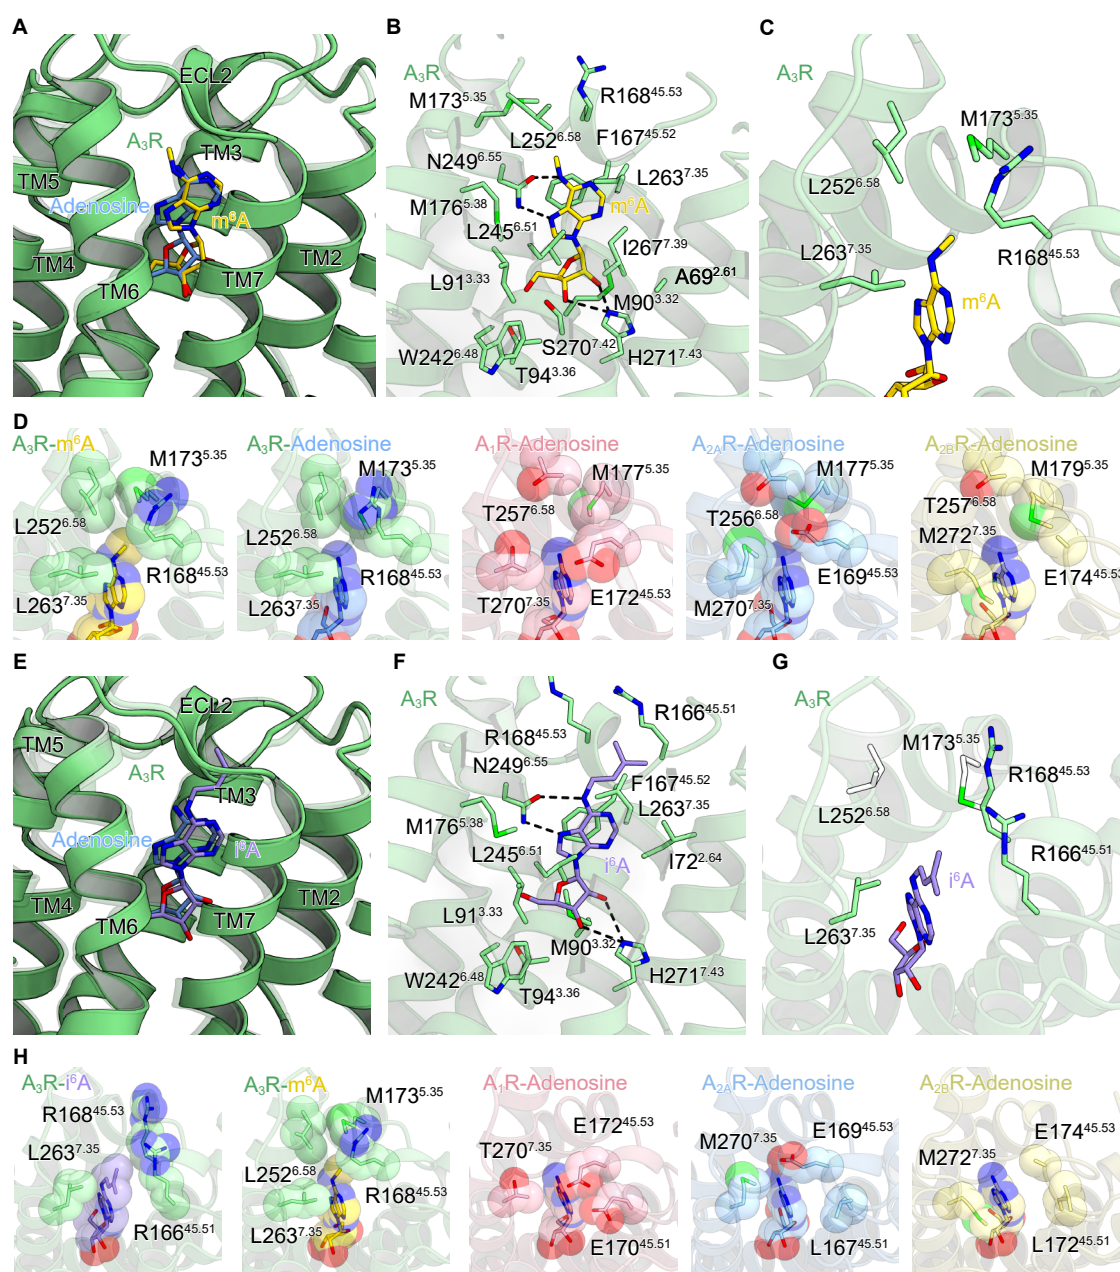 A
ECL2
A₃R
TM3
TM5
Adenosine
m⁶A
TM4
TM7
TM2
TM6
B
A₃R
R168⁴⁵·⁵³
M173⁵·³⁵
L252⁶·⁵⁸
F167⁴⁵·⁵²
N249⁶·⁵⁵
L263⁷·³⁵
M176⁵·³⁸
m⁶A
L245⁶·⁵¹
I267⁷·³⁹
L91³·³³
A69²·⁶¹
M90³·³²
S270⁷·⁴²
W242⁶·⁴⁸
H271⁷·⁴³
T94³·³⁶
C
A₃R
M173⁵·³⁵
L252⁶·⁵⁸
L263⁷·³⁵
R168⁴⁵·⁵³
m⁶A
D
A₃R-m⁶A
M173⁵·³⁵
L252⁶·⁵⁸
R168⁴⁵·⁵³
L263⁷·³⁵
A₃R-Adenosine
M173⁵·³⁵
L252⁶·⁵⁸
R168⁴⁵·⁵³
L263⁷·³⁵
A₁R-Adenosine
M177⁵·³⁵
T257⁶·⁵⁸
T270⁷·³⁵
E172⁴⁵·⁵³
A₂ₐR-Adenosine
M177⁵·³⁵
T256⁶·⁵⁸
E169⁴⁵·⁵³
M270⁷·³⁵
A₂BR-Adenosine
M179⁵·³⁵
T257⁶·⁵⁸
M272⁷·³⁵
E174⁴⁵·⁵³
E
ECL2
TM5
A₃R
TM3
Adenosine
i⁶A
TM4
TM7
TM2
TM6
F
A₃R
R166⁴⁵·⁵¹
R168⁴⁵·⁵³
N249⁶·⁵⁵
F167⁴⁵·⁵²
L263⁷·³⁵
M176⁵·³⁸
L245⁶·⁵¹
i⁶A
I72²·⁶⁴
L91³·³³
M90³·³²
W242⁶·⁴⁸
H271⁷·⁴³
T94³·³⁶
G
A₃R
M173⁵·³⁵
R168⁴⁵·⁵³
L252⁶·⁵⁸
R166⁴⁵·⁵¹
i⁶A
L263⁷·³⁵
H
A₃R-i⁶A
R168⁴⁵·⁵³
L263⁷·³⁵
R166⁴⁵·⁵¹
A₃R-m⁶A
M173⁵·³⁵
L252⁶·⁵⁸
R168⁴⁵·⁵³
L263⁷·³⁵
A₁R-Adenosine
E172⁴⁵·⁵³
T270⁷·³⁵
E170⁴⁵·⁵¹
A₂ₐR-Adenosine
M270⁷·³⁵
E169⁴⁵·⁵³
L167⁴⁵·⁵¹
A₂BR-Adenosine
E174⁴⁵·⁵³
M272⁷·³⁵
L172⁴⁵·⁵¹